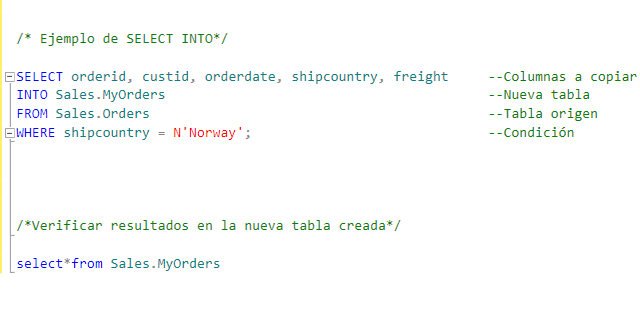 /* Ejemplo de SELECT INTO*/
SELECT orderid, custid, orderdate, shipcountry, freight --Columnas a copiar
INTO Sales.MyOrders --Nueva tabla
FROM Sales.Orders --Tabla origen
WHERE shipcountry = N'Norway'; --Condición
/*Verificar resultados en la nueva tabla creada*/
select*from Sales.MyOrders